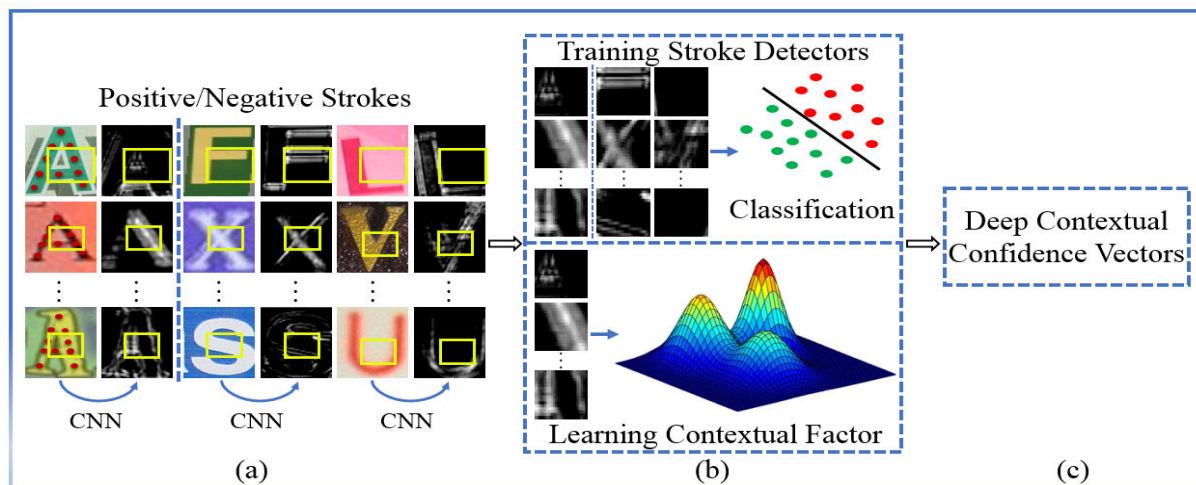 Positive/Negative Strokes
A
F
L
A
X
V
A
S
U
CNN
CNN
CNN
(a)
Training Stroke Detectors
Classification
Learning Contextual Factor
(b)
Deep Contextual
Confidence Vectors
(c)